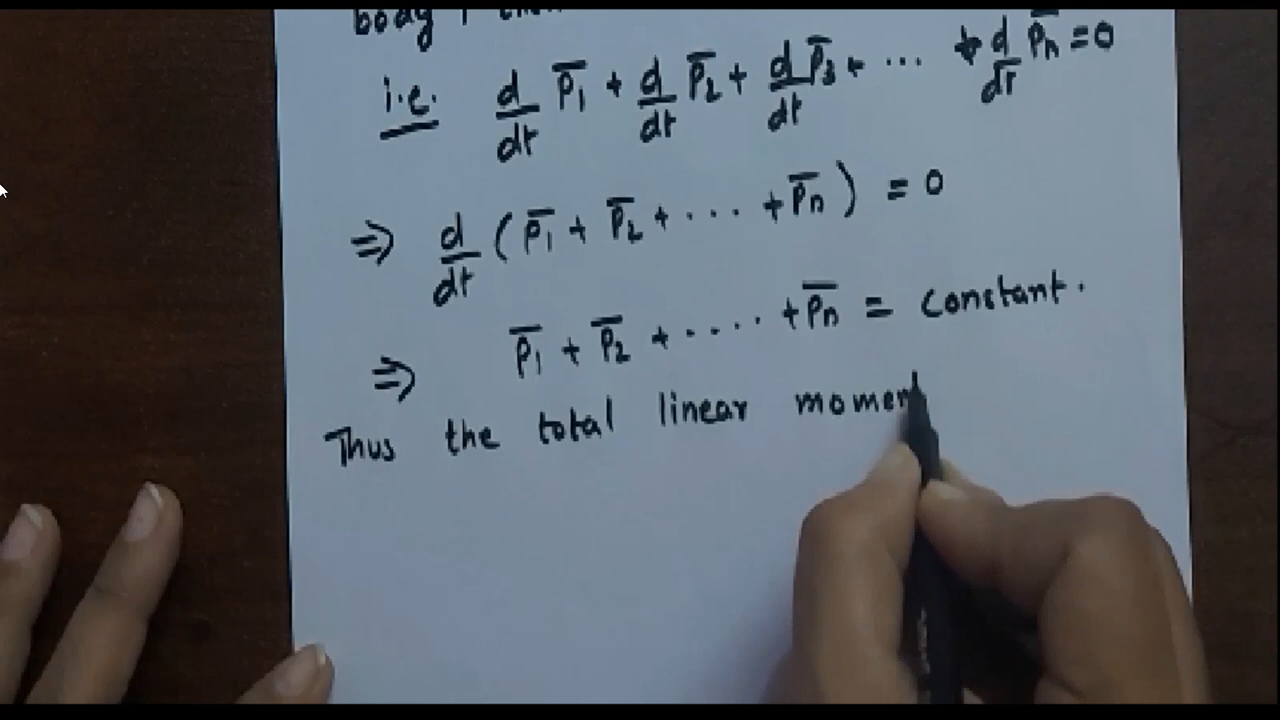 body
i.e. d/dt P̅₁ + d/dt P̅₂ + d/dt P̅₃ + ... + d/dt P̅n = 0
⇒ d/dt (P̅₁ + P̅₂ + ... + P̅n) = 0
⇒ P̅₁ + P̅₂ + .... + P̅n = constant.
Thus the total linear momen